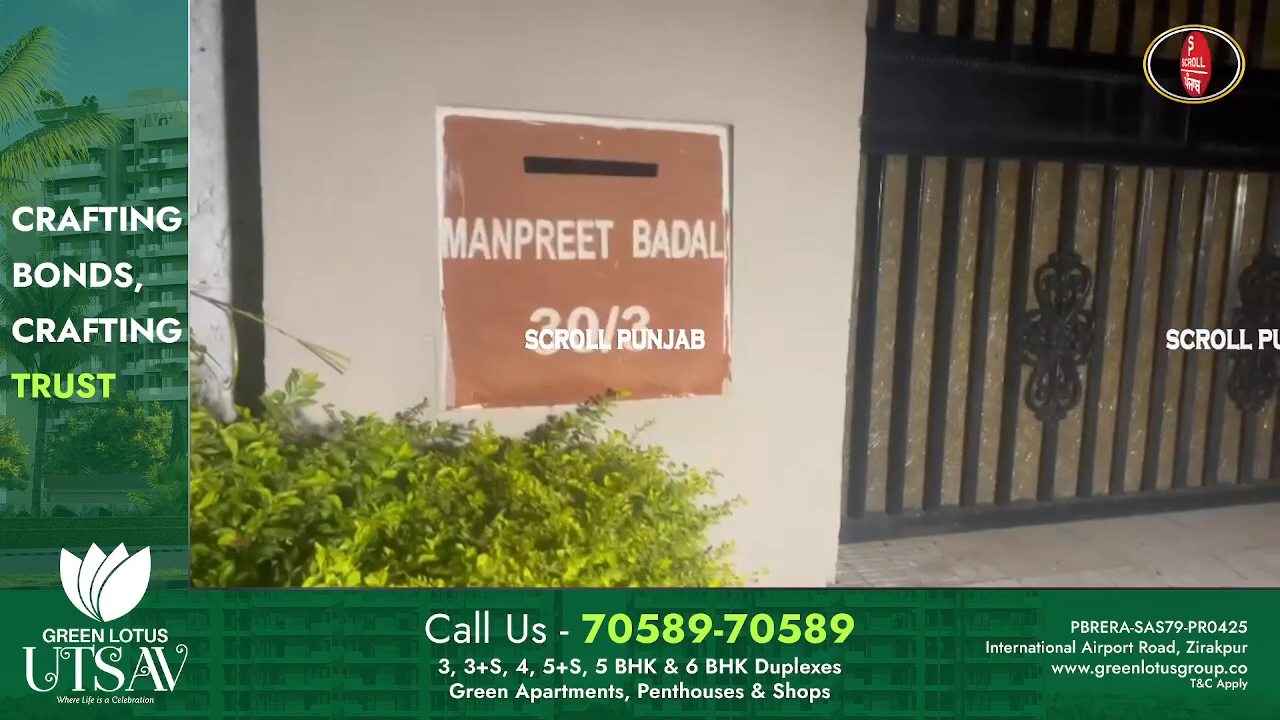 CRAFTING
BONDS,
CRAFTING
TRUST
S
P
SCROLL
ਪੰਜਾਬ
MANPREET BADAL
30/3
SCROLL PUNJAB
SCROLL PU
GREEN LOTUS
UTSAV
Where Life is a Celebration
Call Us - 70589-70589
3, 3+S, 4, 5+S, 5 BHK & 6 BHK Duplexes
Green Apartments, Penthouses & Shops
PBRERA-SAS79-PR0425
International Airport Road, Zirakpur
www.greenlotusgroup.co
T&C Apply